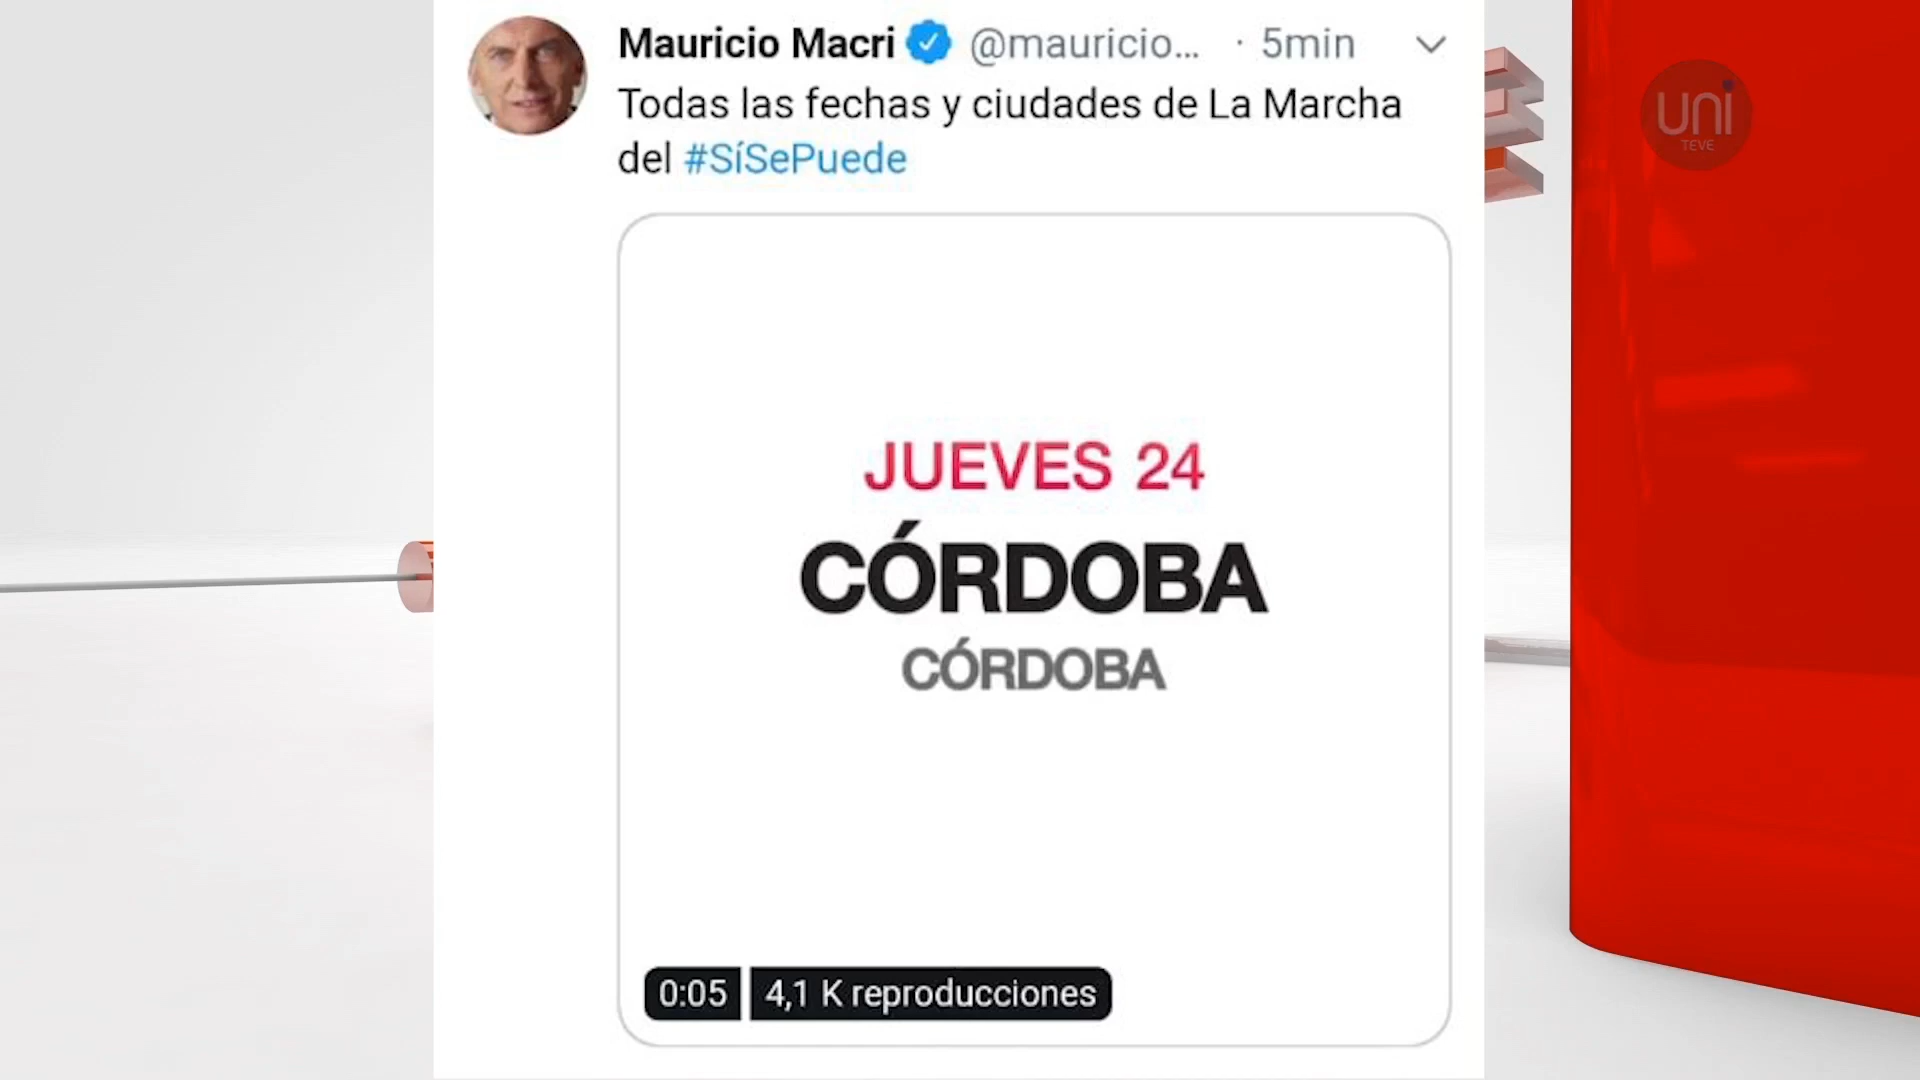 Mauricio Macri @mauricio... · 5min
Todas las fechas y ciudades de La Marcha
del #SíSePuede
JUEVES 24
CÓRDOBA
CÓRDOBA
0:05 4,1 K reproducciones
uni
TEVE